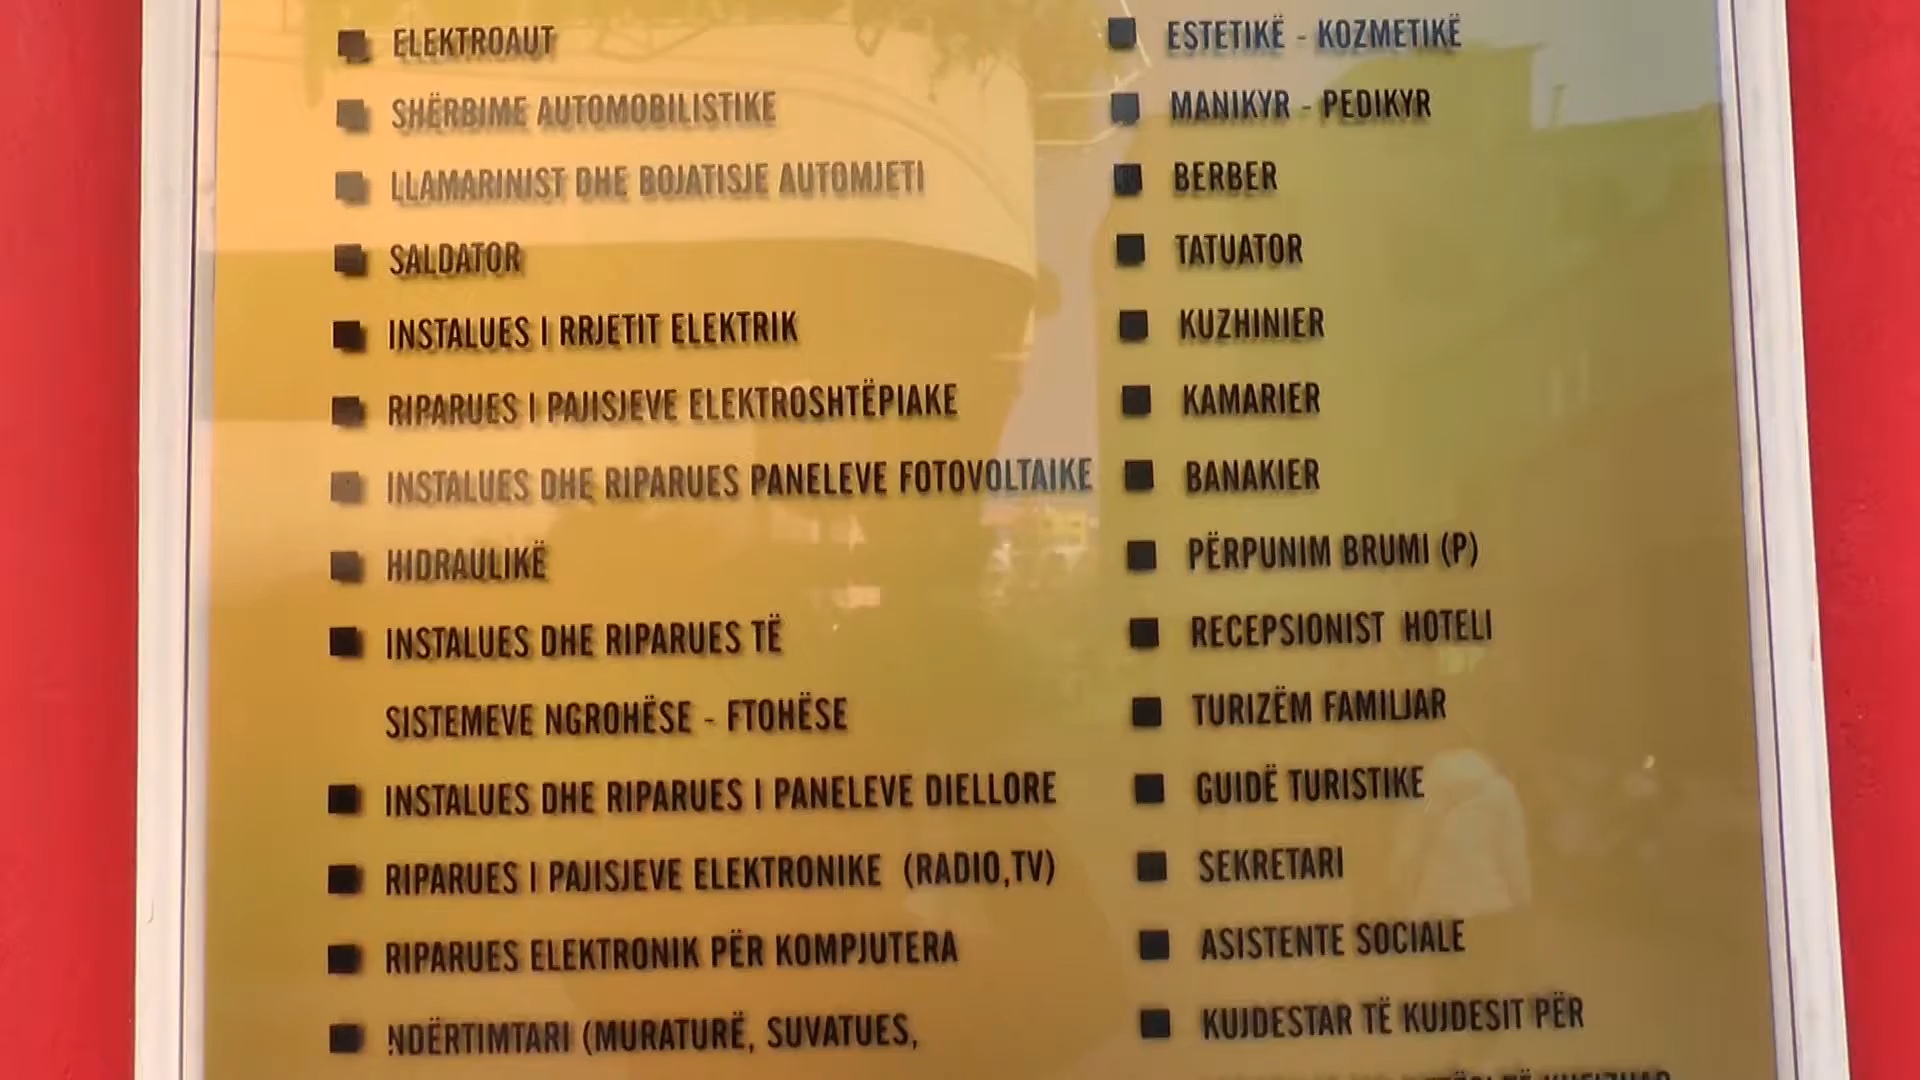 ELEKTROAUT
SHËRBIME AUTOMOBILISTIKE
LLAMARINIST DHE BOJATISJE AUTOMJETI
SALDATOR
INSTALUES I RRJETIT ELEKTRIK
RIPARUES I PAJISJEVE ELEKTROSHTËPIAKE
INSTALUES DHE RIPARUES PANELEVE FOTOVOLTAIKE
HIDRAULIKË
INSTALUES DHE RIPARUES TË
SISTEMEVE NGROHËSE - FTOHËSE
INSTALUES DHE RIPARUES I PANELEVE DIELLORE
RIPARUES I PAJISJEVE ELEKTRONIKE (RADIO,TV)
RIPARUES ELEKTRONIK PËR KOMPJUTERA
NDËRTIMTARI (MURATURË, SUVATUES,
ESTETIKË - KOZMETIKË
MANIKYR - PEDIKYR
BERBER
TATUATOR
KUZHINIER
KAMARIER
BANAKIER
PËRPUNIM BRUMI (P)
RECEPSIONIST HOTELI
TURIZËM FAMILJAR
GUIDË TURISTIKE
SEKRETARI
ASISTENTE SOCIALE
KUJDESTAR TË KUJDESIT PËR